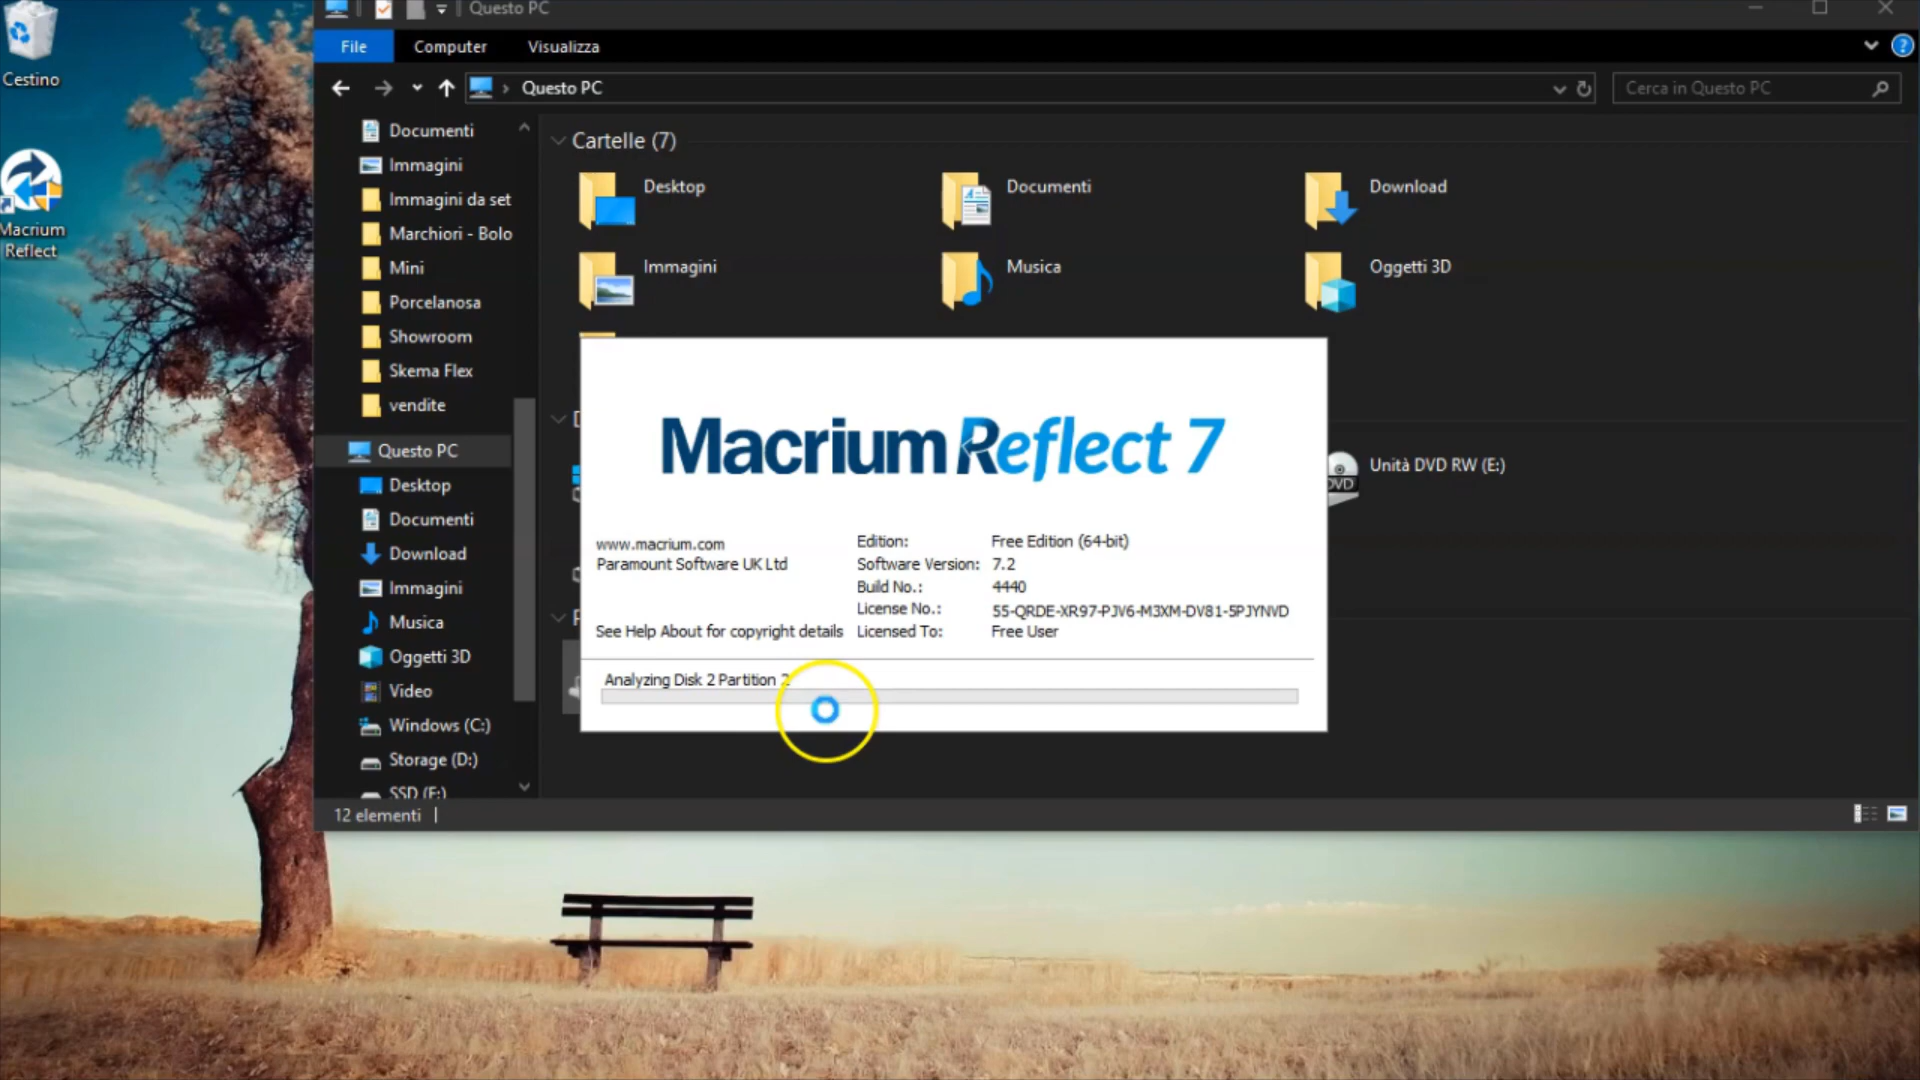 Questo PC
File
Computer
Visualizza
Questo PC
Cerca in Questo PC
Cestino
Macrium
Reflect
Documenti
Immagini
Immagini da set
Marchiori - Bolo
Mini
Porcelanosa
Showroom
Skema Flex
vendite
Questo PC
Desktop
Documenti
Download
Immagini
Musica
Oggetti 3D
Video
Windows (C:)
Storage (D:)
SSD (F:)
Cartelle (7)
Desktop
Documenti
Download
Immagini
Musica
Oggetti 3D
DVD
Unità DVD RW (E:)
Macrium Reflect 7
www.macrium.com
Paramount Software UK Ltd
See Help About for copyright details
Edition: Free Edition (64-bit)
Software Version: 7.2
Build No.: 4440
License No.: 55-QRDE-XR97-PJV6-M3XM-DV81-5PJYNVD
Licensed To: Free User
Analyzing Disk 2 Partition 2
12 elementi